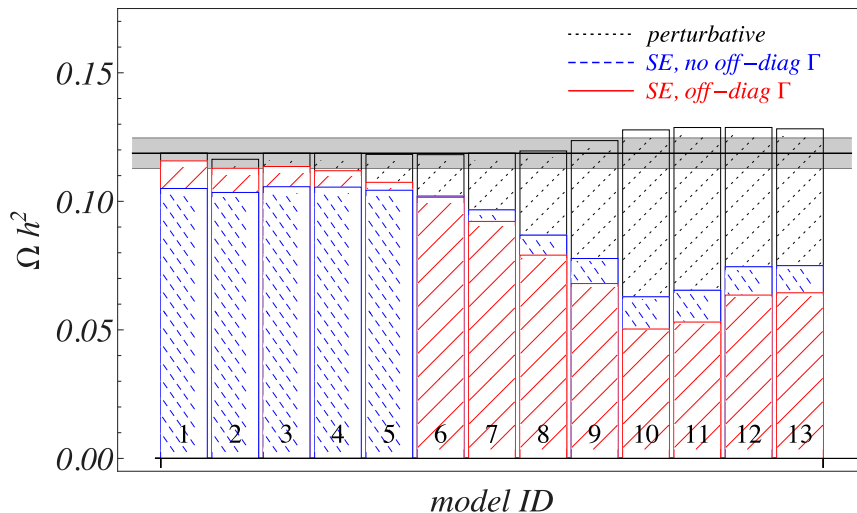 perturbative
SE, no off−diag Γ
SE, off−diag Γ
0.15
0.10
0.05
0.00
Ω h²
1 2 3 4 5 6 7 8 9 10 11 12 13
model ID